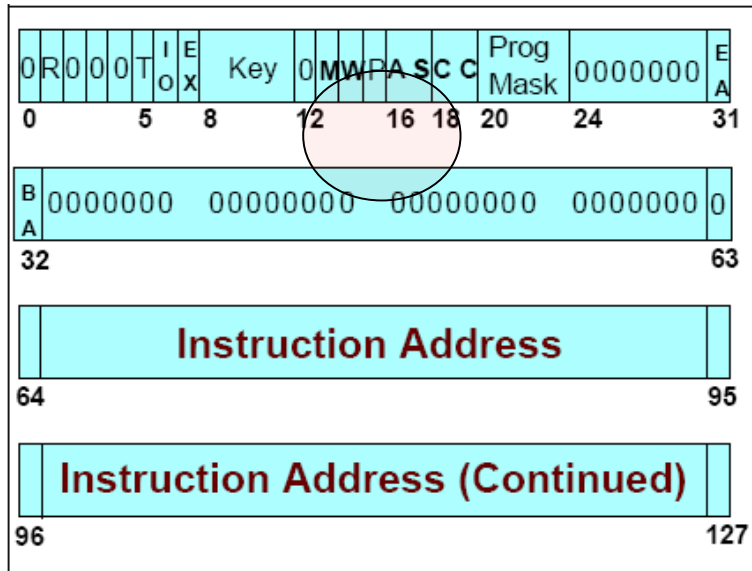 0 R 0 0 0 T I O E X Key 0 M W P A S C C Prog Mask 0000000 E A
0 5 8 12 16 18 20 24 31
B A 0000000 00000000 00000000 0000000 0
32 63
Instruction Address
64 95
Instruction Address (Continued)
96 127